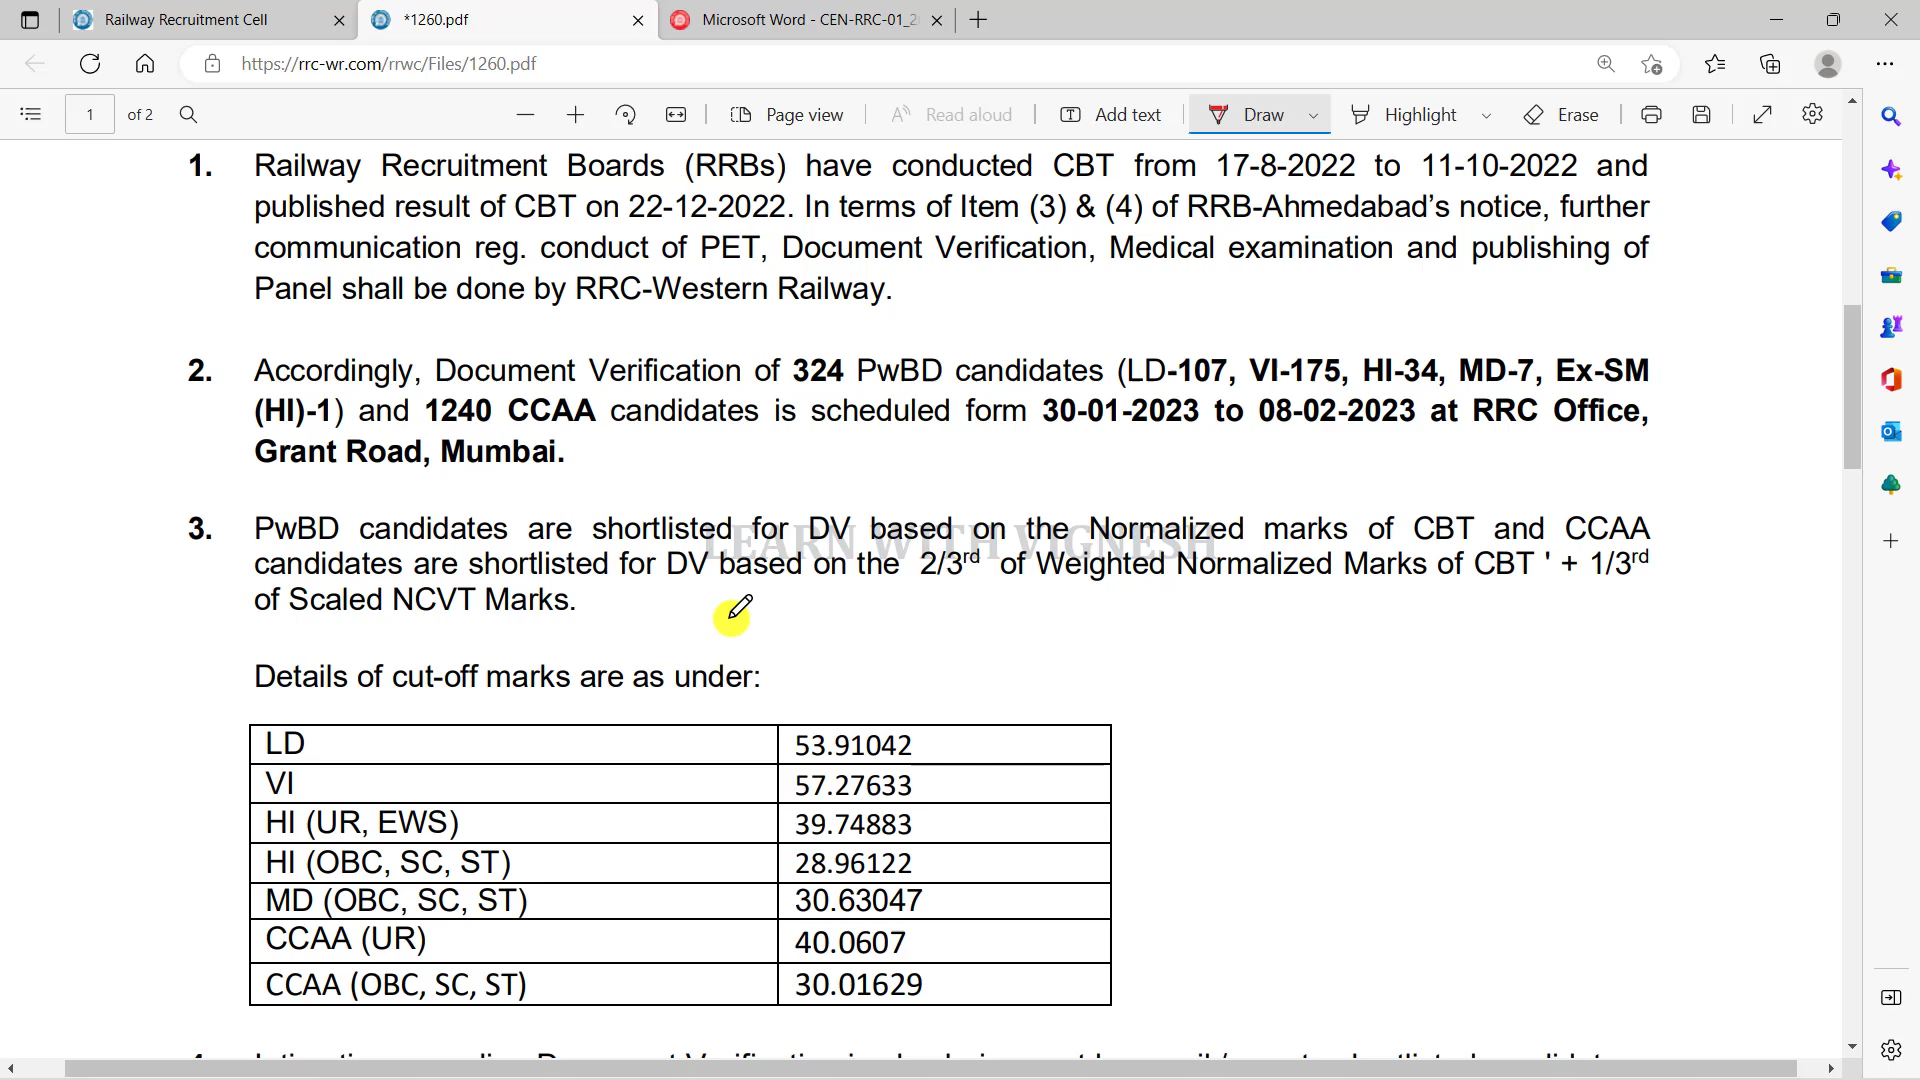 Railway Recruitment Cell
*1260.pdf
Microsoft Word - CEN-RRC-01_2
https://rrc-wr.com/rrwc/Files/1260.pdf
1 of 2
Page view
Read aloud
Add text
Draw
Highlight
Erase
1. Railway Recruitment Boards (RRBs) have conducted CBT from 17-8-2022 to 11-10-2022 and
published result of CBT on 22-12-2022. In terms of Item (3) & (4) of RRB-Ahmedabad's notice, further
communication reg. conduct of PET, Document Verification, Medical examination and publishing of
Panel shall be done by RRC-Western Railway.
2. Accordingly, Document Verification of 324 PwBD candidates (LD-107, VI-175, HI-34, MD-7, Ex-SM
(HI)-1) and 1240 CCAA candidates is scheduled form 30-01-2023 to 08-02-2023 at RRC Office,
Grant Road, Mumbai.
3. PwBD candidates are shortlisted for DV based on the Normalized marks of CBT and CCAA
LEARN WITH VIGNESH
candidates are shortlisted for DV based on the 2/3rd of Weighted Normalized Marks of CBT ' + 1/3rd
of Scaled NCVT Marks.
Details of cut-off marks are as under:
LD 53.91042
VI 57.27633
HI (UR, EWS) 39.74883
HI (OBC, SC, ST) 28.96122
MD (OBC, SC, ST) 30.63047
CCAA (UR) 40.0607
CCAA (OBC, SC, ST) 30.01629